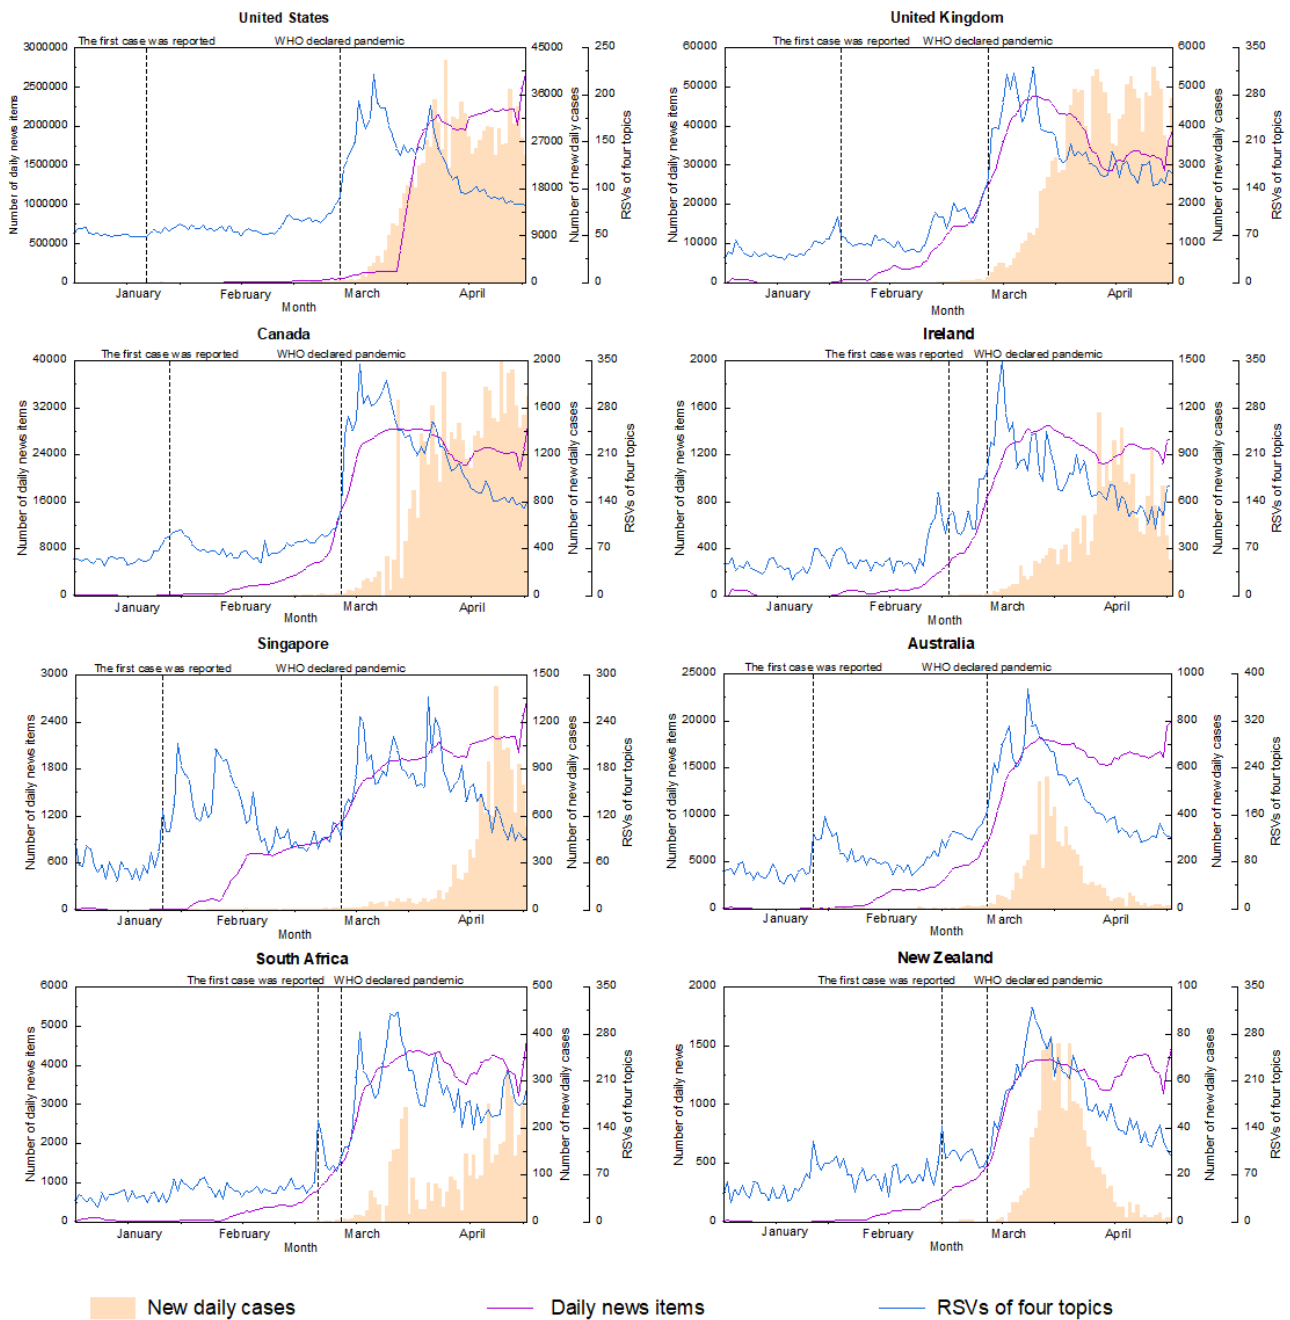 United States
The first case was reported
WHO declared pandemic
Number of daily news items
3000000
2500000
2000000
1500000
1000000
500000
0
45000
36000
27000
18000
9000
0
Number of new daily cases
250
200
150
100
50
0
RSVs of four topics
January
February
March
April
Month
United Kingdom
The first case was reported
WHO declared pandemic
Number of daily news items
60000
50000
40000
30000
20000
10000
0
6000
5000
4000
3000
2000
1000
0
Number of new daily cases
350
280
210
140
70
0
RSVs of four topics
January
February
March
April
Month
Canada
The first case was reported
WHO declared pandemic
Number of daily news items
40000
32000
24000
16000
8000
0
2000
1600
1200
800
400
0
Number of new daily cases
350
280
210
140
70
0
RSVs of four topics
January
February
March
April
Month
Ireland
The first case was reported
WHO declared pandemic
Number of daily news items
2000
1600
1200
800
400
0
1500
1200
900
600
300
0
Number of new daily cases
350
280
210
140
70
0
RSVs of four topics
January
February
March
April
Month
Singapore
The first case was reported
WHO declared pandemic
Number of daily news items
3000
2400
1800
1200
600
0
1500
1200
900
600
300
0
Number of new daily cases
300
240
180
120
60
0
RSVs of four topics
January
February
March
April
Month
Australia
The first case was reported
WHO declared pandemic
Number of daily news items
25000
20000
15000
10000
5000
0
1000
800
600
400
200
0
Number of new daily cases
400
320
240
160
80
0
RSVs of four topics
January
February
March
April
Month
South Africa
The first case was reported
WHO declared pandemic
Number of daily news items
6000
5000
4000
3000
2000
1000
0
500
400
300
200
100
0
Number of new daily cases
350
280
210
140
70
0
RSVs of four topics
January
February
March
April
Month
New Zealand
The first case was reported
WHO declared pandemic
Number of daily news
2000
1500
1000
500
0
100
80
60
40
20
0
Number of new daily cases
350
280
210
140
70
0
RSVs of four topics
January
February
March
April
Month
New daily cases
Daily news items
RSVs of four topics